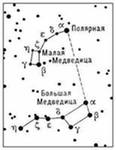 α Полярная
δ
ε
ζ
η Малая
γ β Медведица
Большая
Медведица α
η ζ ε δ
γ β